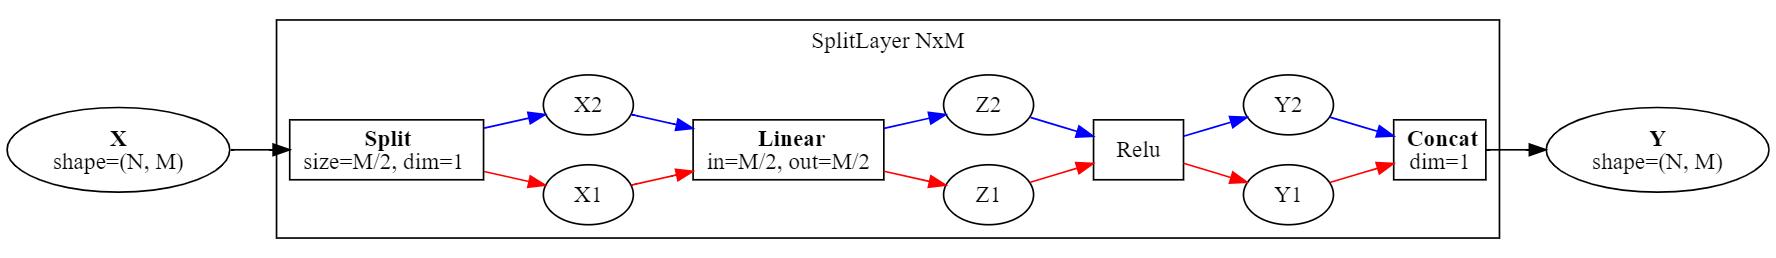 SplitLayer NxM
X
shape=(N, M)
Split
size=M/2, dim=1
X2
X1
Linear
in=M/2, out=M/2
Z2
Z1
Relu
Y2
Y1
Concat
dim=1
Y
shape=(N, M)